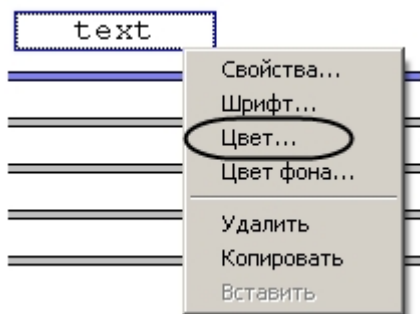 text
Свойства...
Шрифт...
Цвет...
Цвет фона...
Удалить
Копировать
Вставить